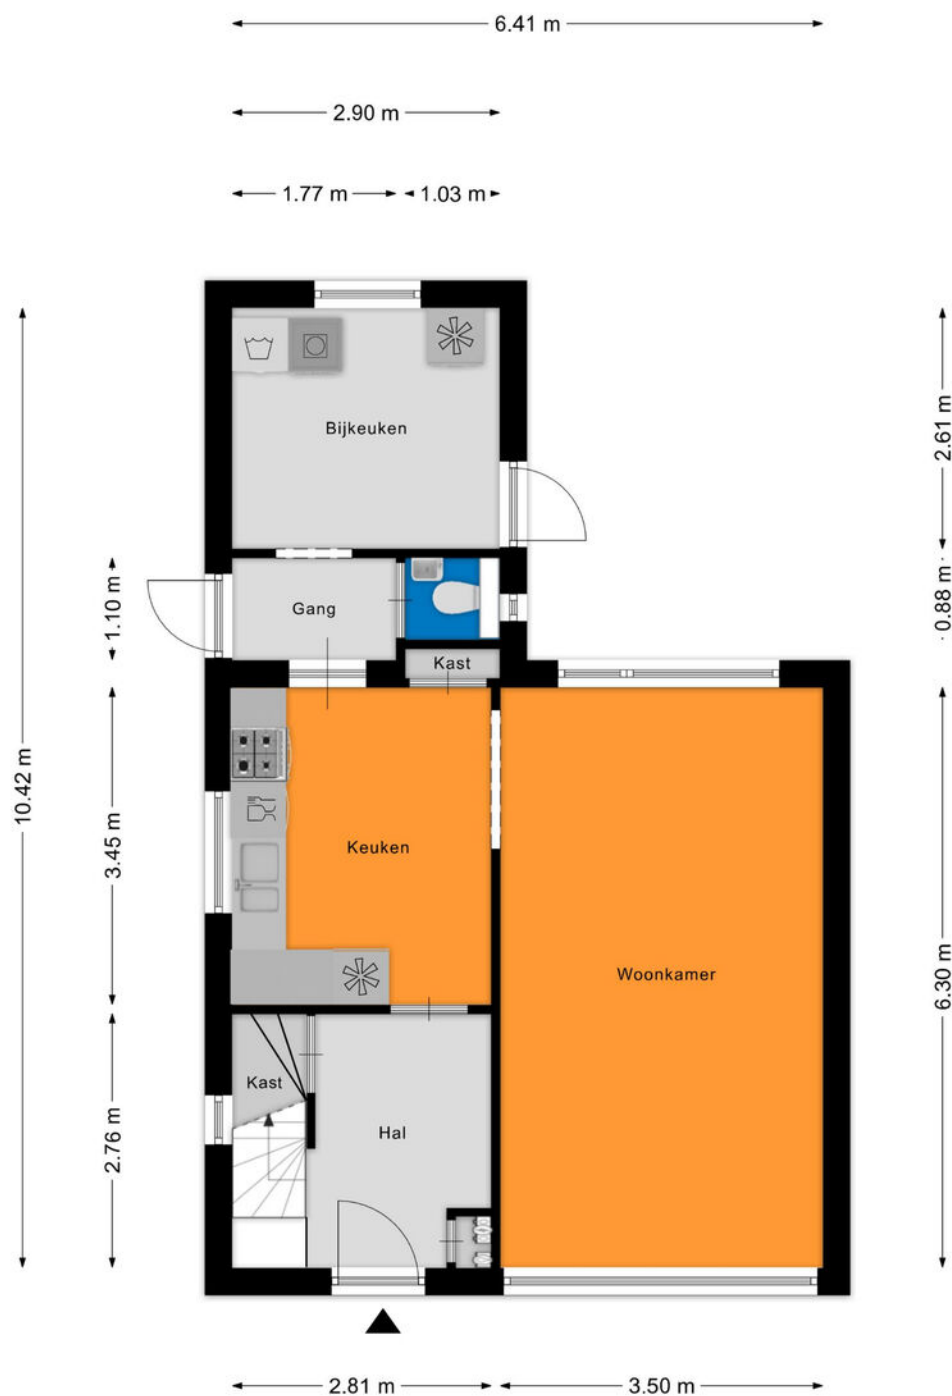 6.41 m
2.90 m
1.77 m
1.03 m
Bijkeuken
2.61 m
Gang
1.10 m
0.88 m
Kast
10.42 m
3.45 m
Keuken
Woonkamer
6.30 m
Kast
Hal
2.76 m
2.81 m
3.50 m